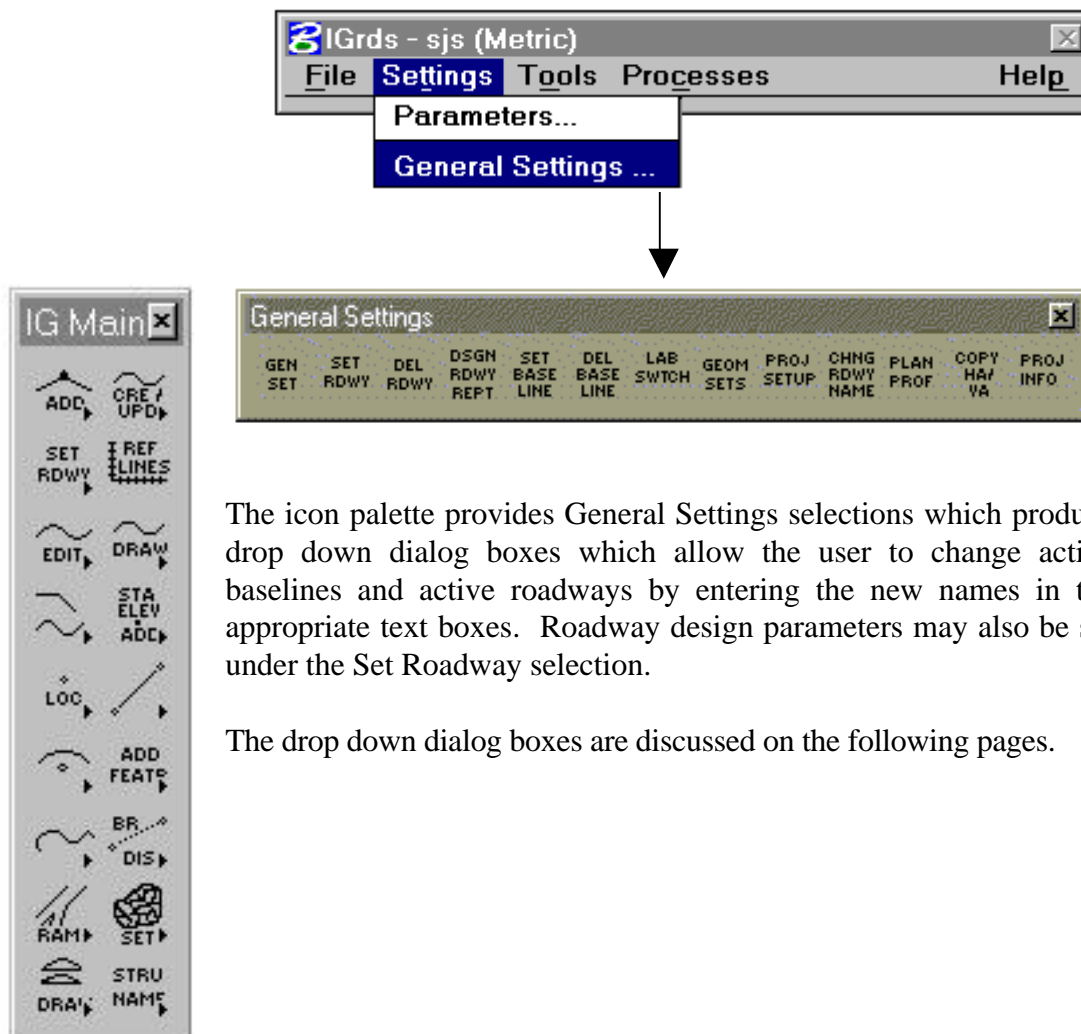 IGrds - sjs (Metric)
File Settings Tools Processes Help
Parameters...
General Settings ...
IG Main
ADD CRE / UPD
SET RDWY REF LINES
EDIT DRAW
STA ELEV ADD
LOC
ADD FEAT
BR DIS
RAM SET
DRA STRU NAME
General Settings
GEN SET
SET RDWY
DEL RDWY
DSGN RDWY REPT
SET BASE LINE
DEL BASE LINE
LAB SWTCH
GEOM SETS
PROJ SETUP
CHNG RDWY NAME
PLAN PROF
COPY HA/ VA
PROJ INFO
The icon palette provides General Settings selections which produ
drop down dialog boxes which allow the user to change acti
baselines and active roadways by entering the new names in t
appropriate text boxes. Roadway design parameters may also be s
under the Set Roadway selection.
The drop down dialog boxes are discussed on the following pages.